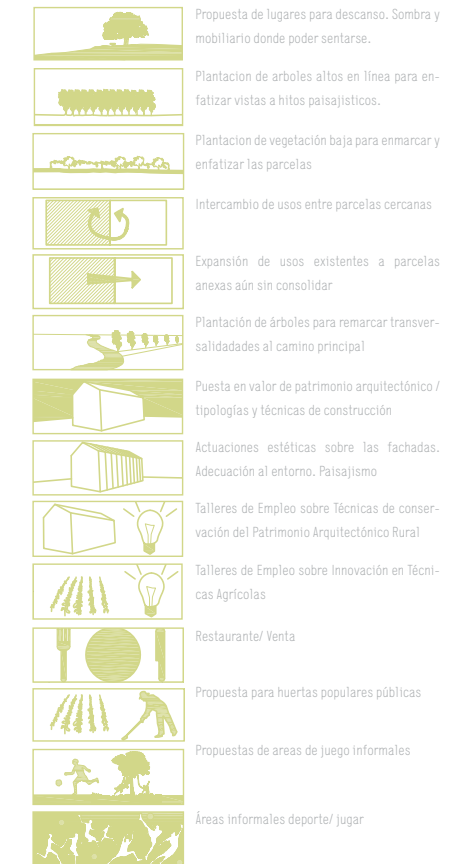 Propuesta de lugares para descanso. Sombra y
mobiliario donde poder sentarse.
Plantacion de arboles altos en línea para en-
fatizar vistas a hitos paisajisticos.
Plantacion de vegetación baja para enmarcar y
enfatizar las parcelas
Intercambio de usos entre parcelas cercanas
Expansión de usos existentes a parcelas
anexas aún sin consolidar
Plantación de árboles para remarcar transver-
salidadades al camino principal
Puesta en valor de patrimonio arquitectónico /
tipologías y técnicas de construcción
Actuaciones estéticas sobre las fachadas.
Adecuación al entorno. Paisajismo
Talleres de Empleo sobre Técnicas de conser-
vación del Patrimonio Arquitectónico Rural
Talleres de Empleo sobre Innovación en Técni-
cas Agrícolas
Restaurante/ Venta
Propuesta para huertas populares públicas
Propuestas de areas de juego informales
Áreas informales deporte/ jugar